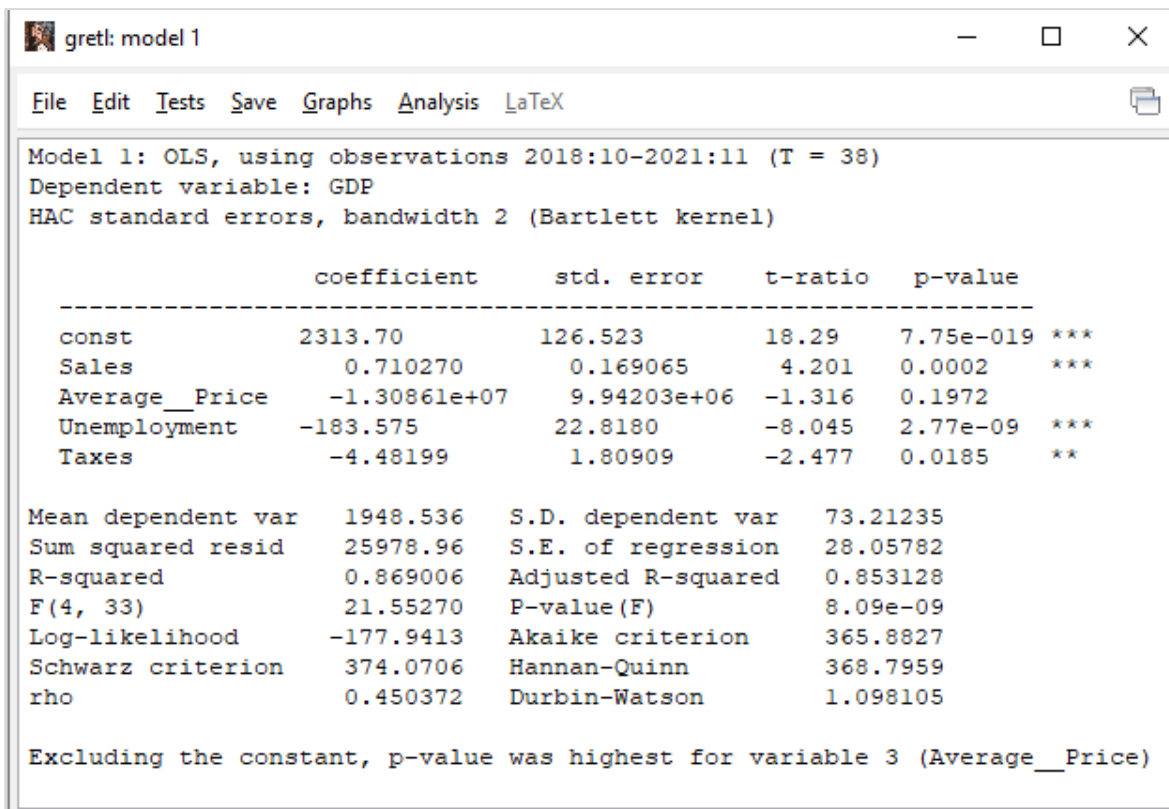 gretl: model 1
File Edit Tests Save Graphs Analysis LaTeX
Model 1: OLS, using observations 2018:10-2021:11 (T = 38)
Dependent variable: GDP
HAC standard errors, bandwidth 2 (Bartlett kernel)
coefficient std. error t-ratio p-value
const 2313.70 126.523 18.29 7.75e-019 ***
Sales 0.710270 0.169065 4.201 0.0002 ***
Average__Price -1.30861e+07 9.94203e+06 -1.316 0.1972
Unemployment -183.575 22.8180 -8.045 2.77e-09 ***
Taxes -4.48199 1.80909 -2.477 0.0185 **
Mean dependent var 1948.536 S.D. dependent var 73.21235
Sum squared resid 25978.96 S.E. of regression 28.05782
R-squared 0.869006 Adjusted R-squared 0.853128
F(4, 33) 21.55270 P-value(F) 8.09e-09
Log-likelihood -177.9413 Akaike criterion 365.8827
Schwarz criterion 374.0706 Hannan-Quinn 368.7959
rho 0.450372 Durbin-Watson 1.098105
Excluding the constant, p-value was highest for variable 3 (Average__Price)